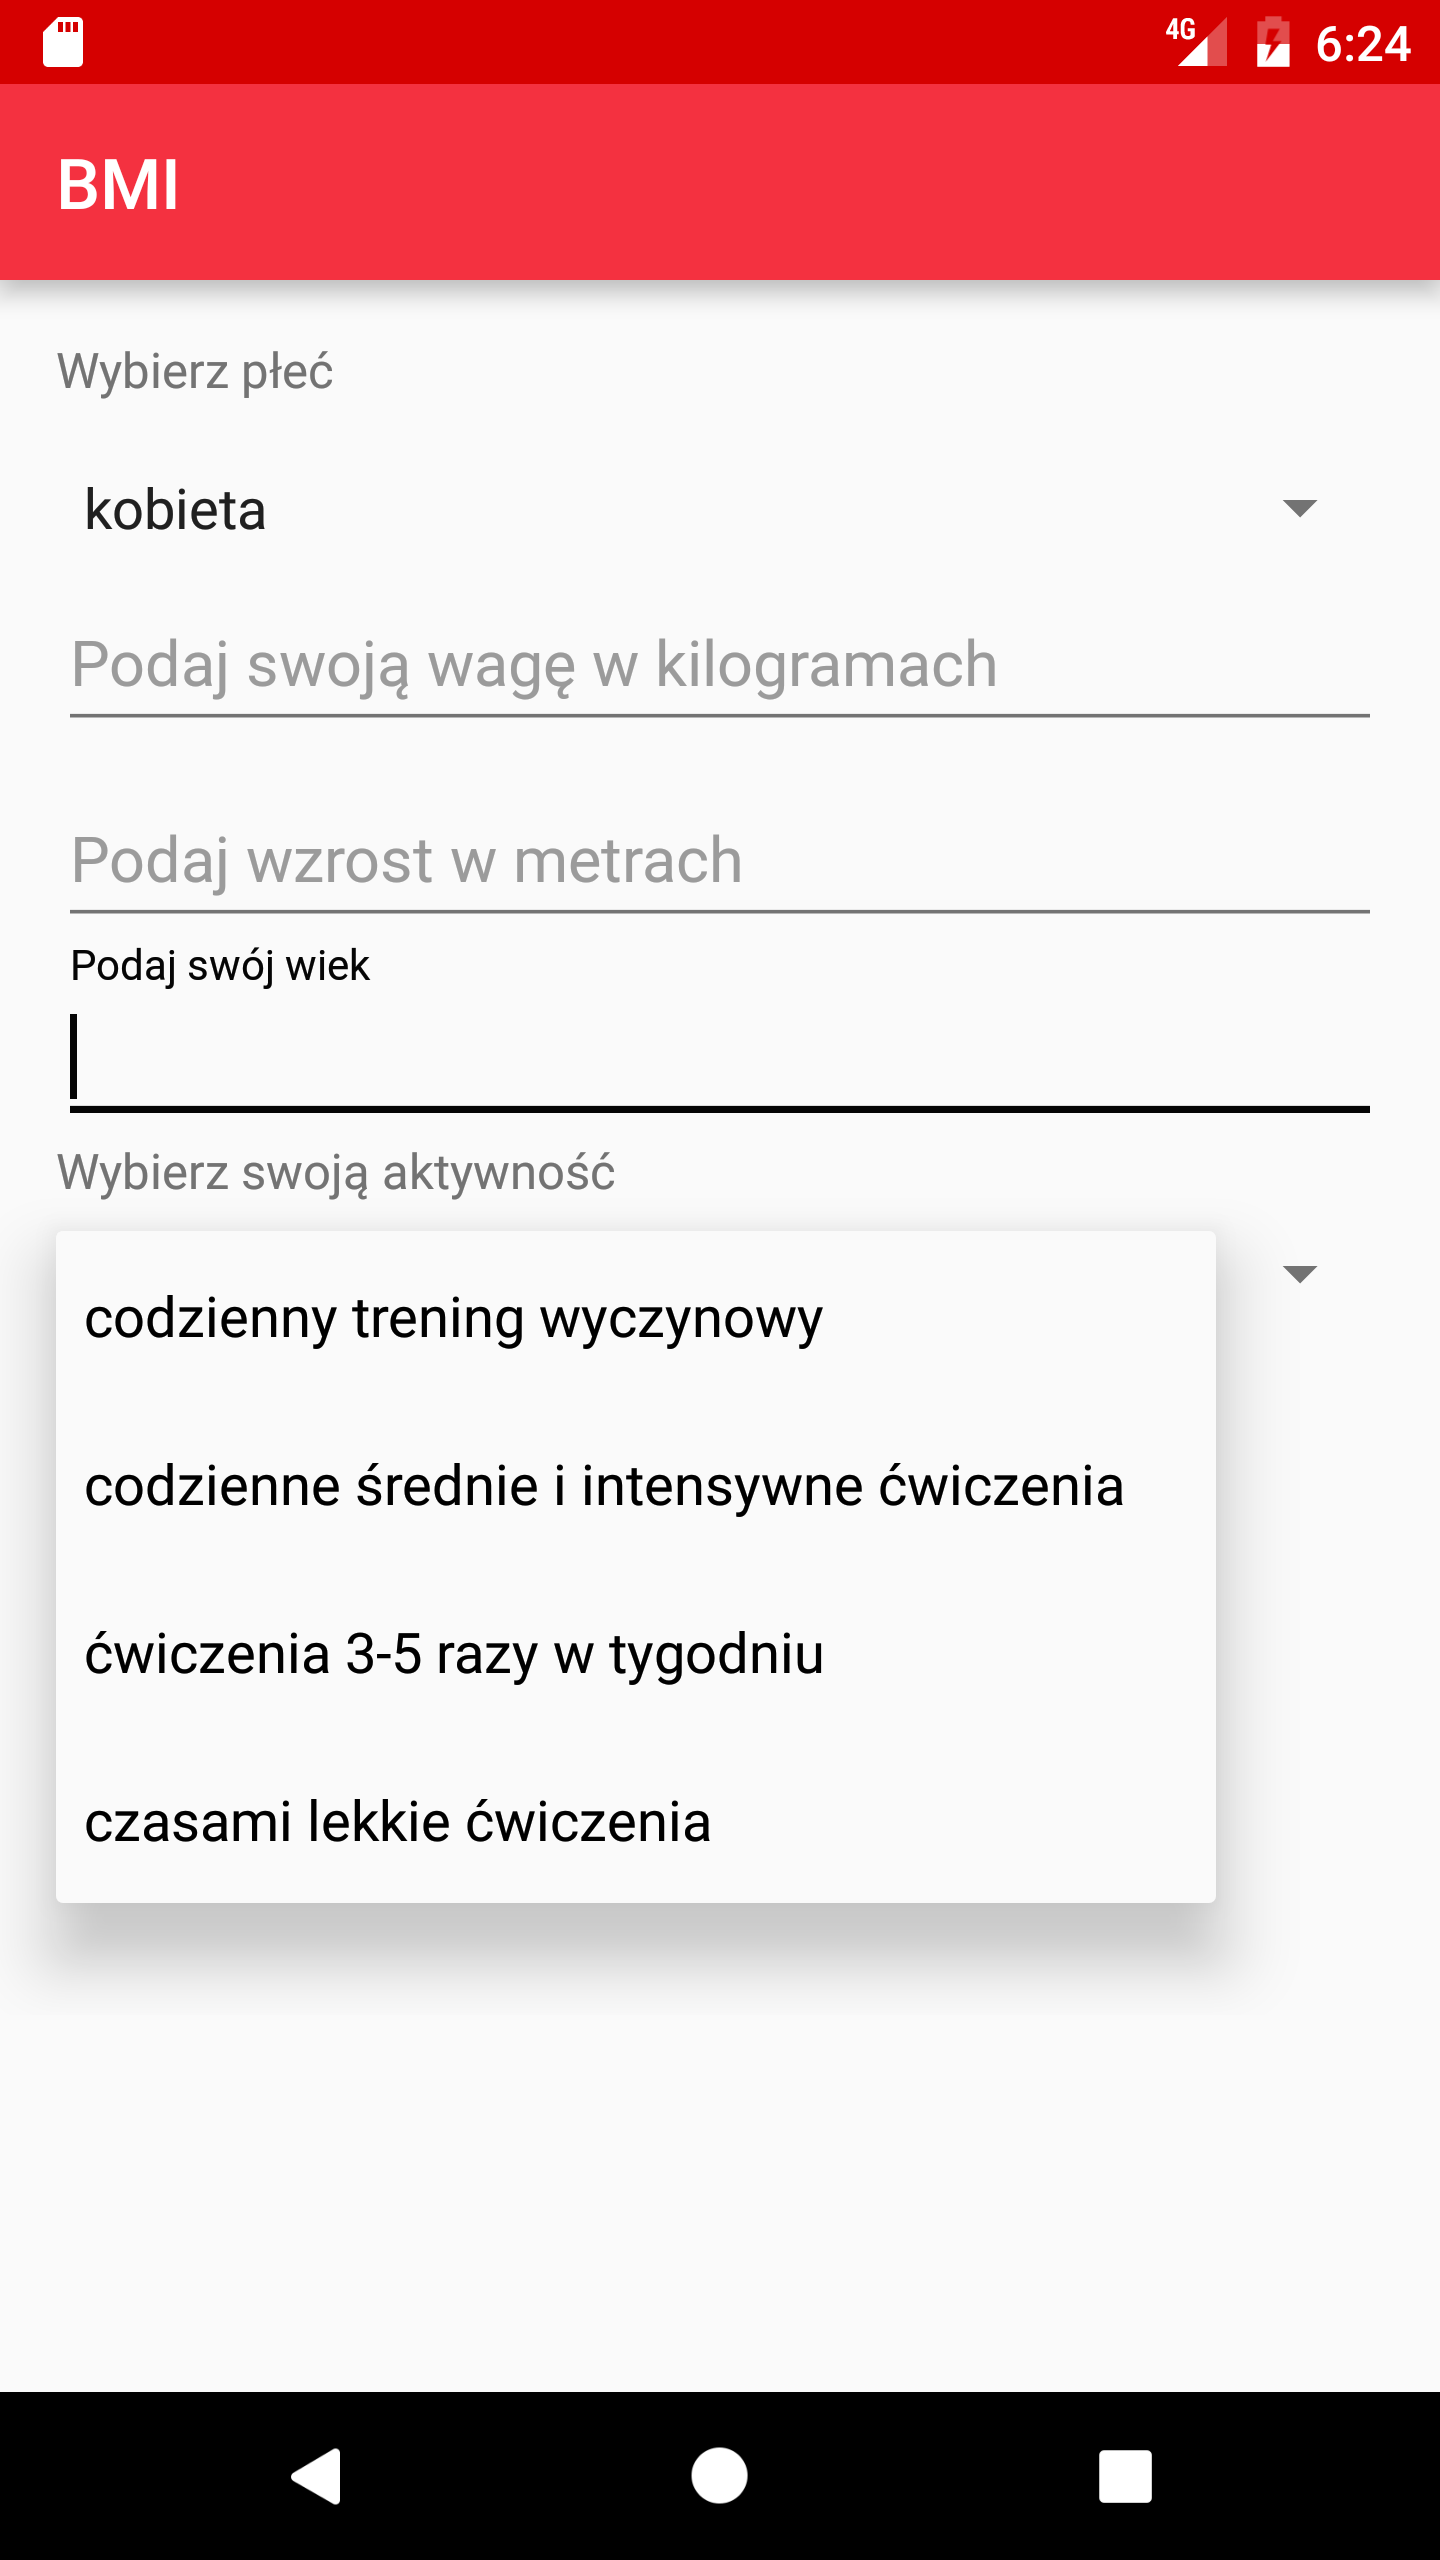 4G 6:24
BMI
Wybierz płeć
kobieta
Podaj swoją wagę w kilogramach
Podaj wzrost w metrach
Podaj swój wiek
Wybierz swoją aktywność
codzienny trening wyczynowy
codzienne średnie i intensywne ćwiczenia
ćwiczenia 3-5 razy w tygodniu
czasami lekkie ćwiczenia